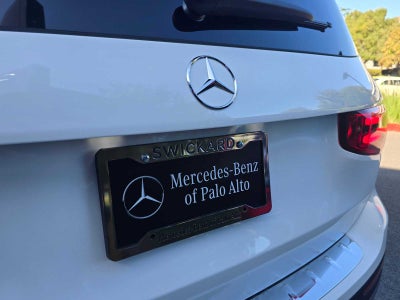 SWICKARD
Mercedes-Benz
of Palo Alto